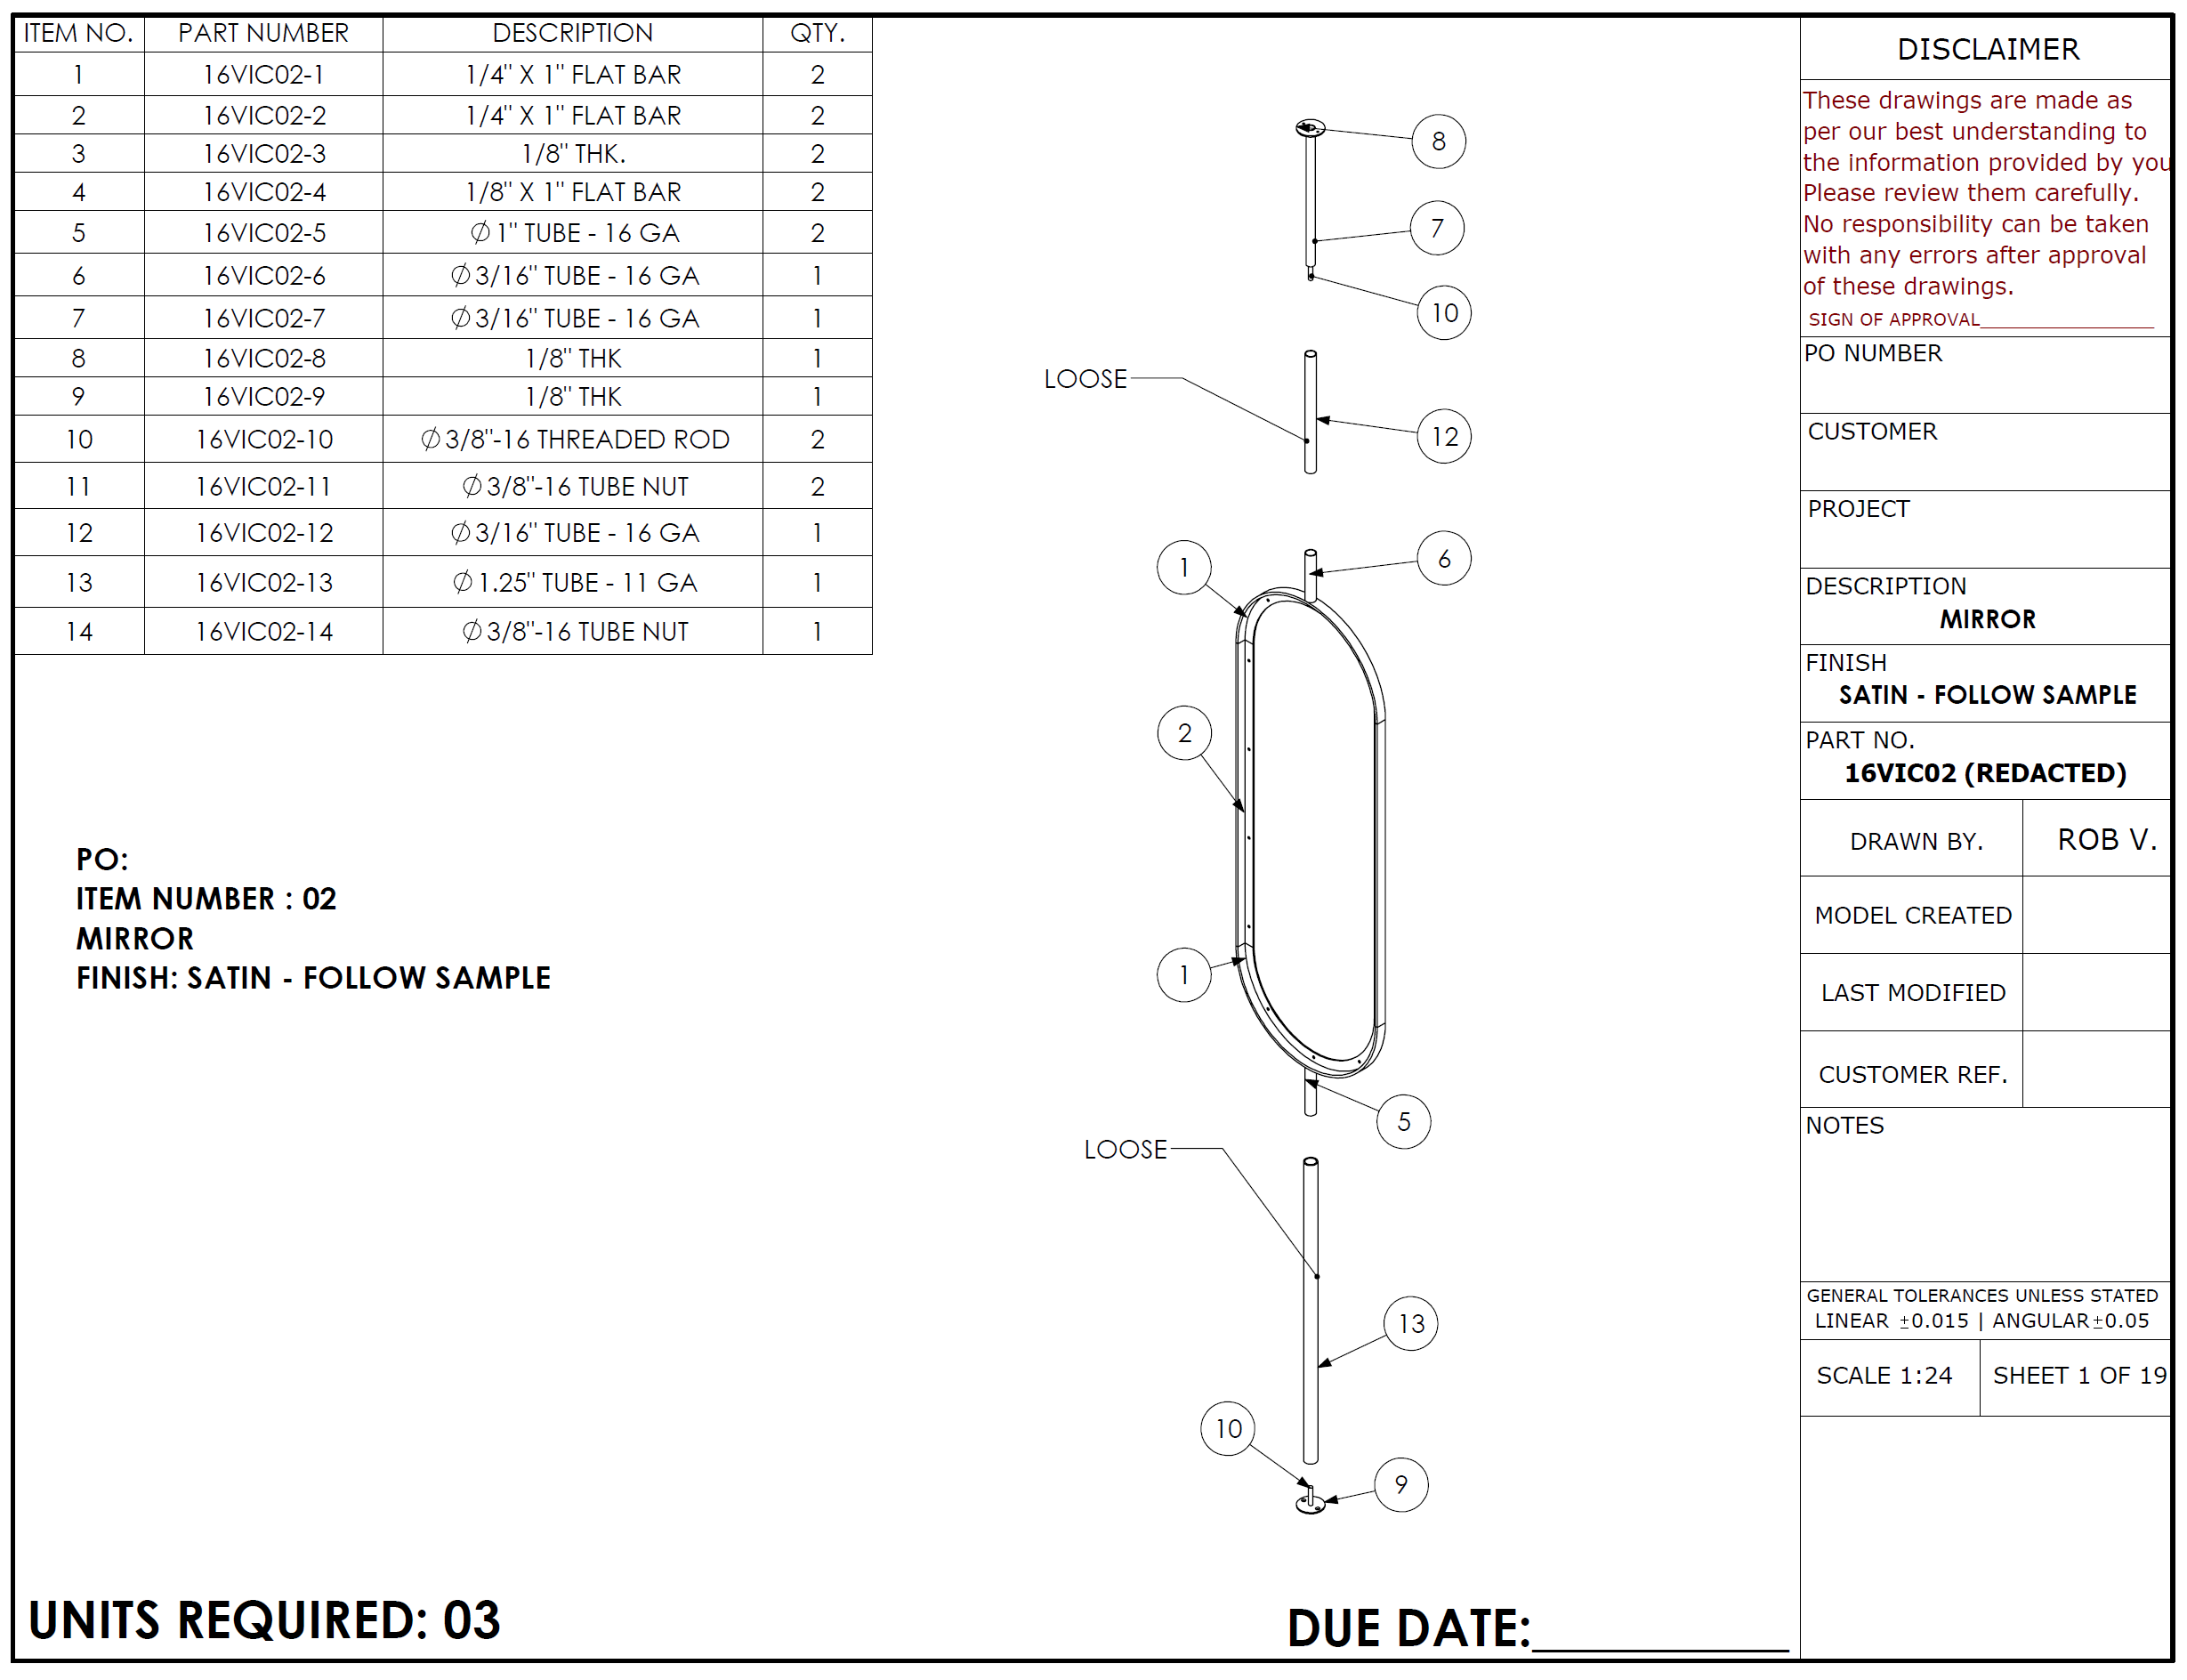 ITEM NO. PART NUMBER DESCRIPTION QTY.
1 16VIC02-1 1/4" X 1" FLAT BAR 2
2 16VIC02-2 1/4" X 1" FLAT BAR 2
3 16VIC02-3 1/8" THK. 2
4 16VIC02-4 1/8" X 1" FLAT BAR 2
5 16VIC02-5 ∅ 1" TUBE - 16 GA 2
6 16VIC02-6 ∅ 3/16" TUBE - 16 GA 1
7 16VIC02-7 ∅ 3/16" TUBE - 16 GA 1
8 16VIC02-8 1/8" THK 1
9 16VIC02-9 1/8" THK 1
10 16VIC02-10 ∅ 3/8"-16 THREADED ROD 2
11 16VIC02-11 ∅ 3/8"-16 TUBE NUT 2
12 16VIC02-12 ∅ 3/16" TUBE - 16 GA 1
13 16VIC02-13 ∅ 1.25" TUBE - 11 GA 1
14 16VIC02-14 ∅ 3/8"-16 TUBE NUT 1
PO:
ITEM NUMBER : 02
MIRROR
FINISH: SATIN - FOLLOW SAMPLE
UNITS REQUIRED: 03
8
7
10
LOOSE
12
6
1
2
1
5
LOOSE
13
10
9
DUE DATE:__________
DISCLAIMER
These drawings are made as
per our best understanding to
the information provided by you
Please review them carefully.
No responsibility can be taken
with any errors after approval
of these drawings.
SIGN OF APPROVAL__________________
PO NUMBER
CUSTOMER
PROJECT
DESCRIPTION
MIRROR
FINISH
SATIN - FOLLOW SAMPLE
PART NO.
16VIC02 (REDACTED)
DRAWN BY. ROB V.
MODEL CREATED
LAST MODIFIED
CUSTOMER REF.
NOTES
GENERAL TOLERANCES UNLESS STATED
LINEAR ±0.015 | ANGULAR±0.05
SCALE 1:24 SHEET 1 OF 19